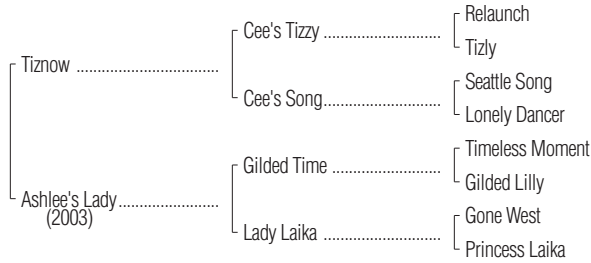 Relaunch
Cee's Tizzy ..............................
Tizly
Tiznow ....................................
Seattle Song
Cee's Song..............................
Lonely Dancer
Timeless Moment
Gilded Time ............................
Gilded Lilly
Ashlee's Lady.........................
(2003)
Gone West
Lady Laika ..............................
Princess Laika